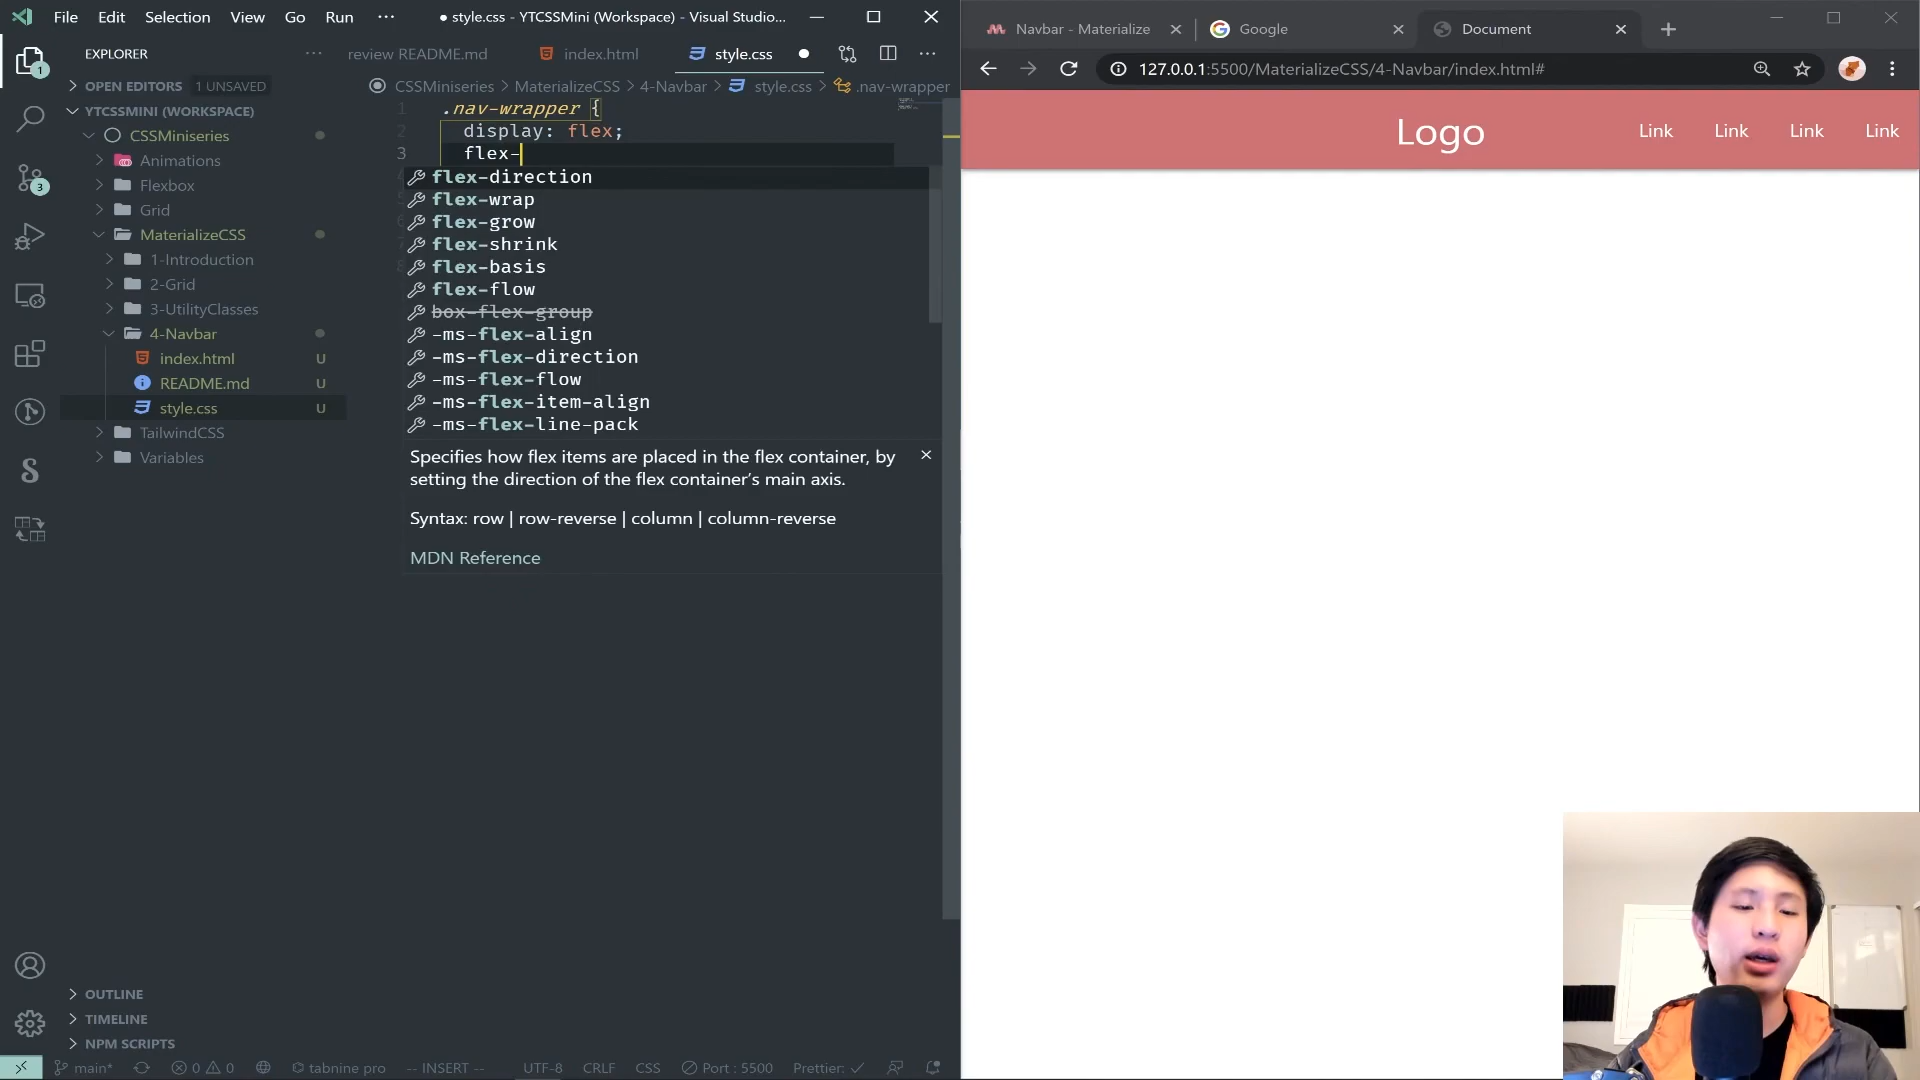 File Edit Selection View Go Run ··· ● style.css - YTCSSMini (Workspace) - Visual Studio...
EXPLORER ···
review README.md index.html style.css ●
OPEN EDITORS 1 UNSAVED
CSSMiniseries > MaterializeCSS > 4-Navbar > style.css > .nav-wrapper
YTCSSMINI (WORKSPACE)
CSSMiniseries
Animations
Flexbox
Grid
MaterializeCSS
1-Introduction
2-Grid
3-UtilityClasses
4-Navbar
index.html U
README.md U
style.css U
TailwindCSS
Variables
1 .nav-wrapper {
2 display: flex;
3 flex-
flex-direction
flex-wrap
flex-grow
flex-shrink
flex-basis
flex-flow
box-flex-group
-ms-flex-align
-ms-flex-direction
-ms-flex-flow
-ms-flex-item-align
-ms-flex-line-pack
Specifies how flex items are placed in the flex container, by
setting the direction of the flex container's main axis.
Syntax: row | row-reverse | column | column-reverse
MDN Reference
OUTLINE
TIMELINE
NPM SCRIPTS
1
3
main* 0 0 tabnine pro -- INSERT -- UTF-8 CRLF CSS Port : 5500 Prettier: ✓
Navbar - Materialize Google Document
127.0.0.1:5500/MaterializeCSS/4-Navbar/index.html#
Logo Link Link Link Link